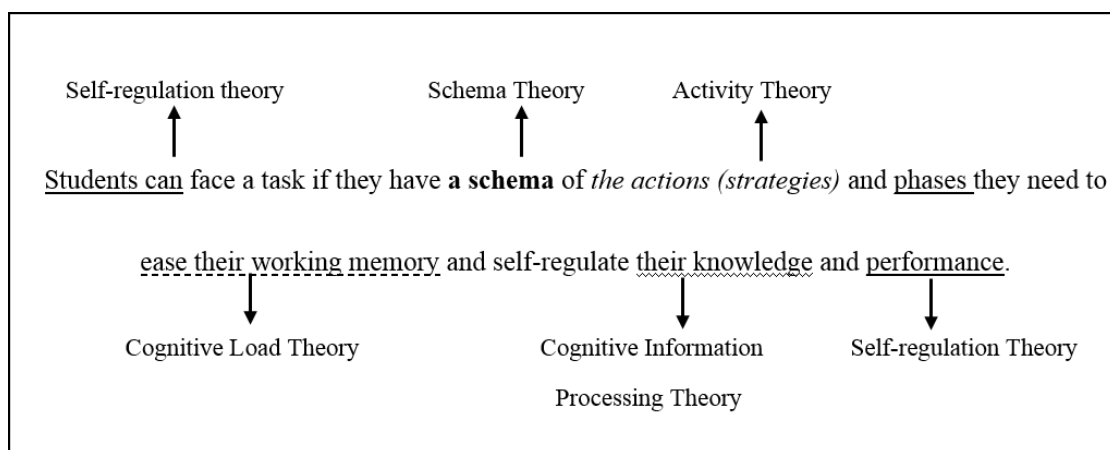 Self-regulation theory Schema Theory Activity Theory
Students can face a task if they have a schema of the actions (strategies) and phases they need to
ease their working memory and self-regulate their knowledge and performance.
Cognitive Load Theory Cognitive Information Self-regulation Theory
Processing Theory